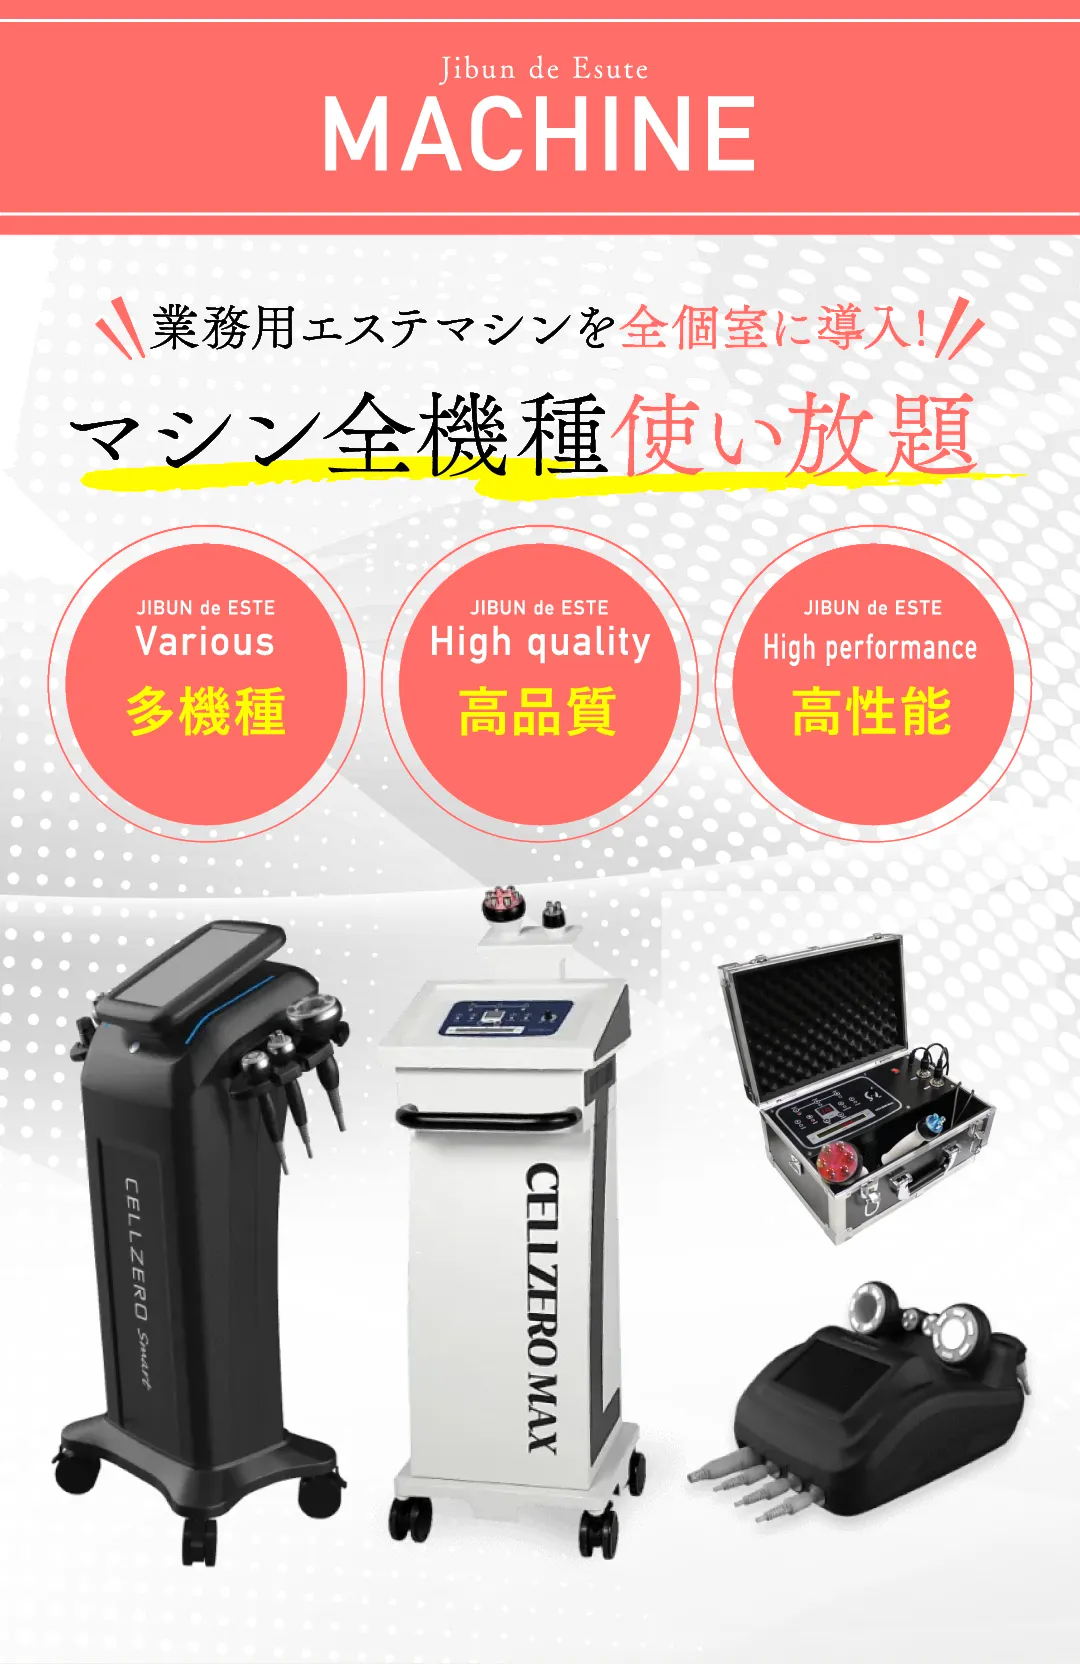 Jibun de Esute
MACHINE
業務用エステマシンを全個室に導入!
マシン全機種使い放題
JIBUN de ESTE
Various
多機種
JIBUN de ESTE
High quality
高品質
JIBUN de ESTE
High performance
高性能
CELLZERO Smart
CELLZERO MAX